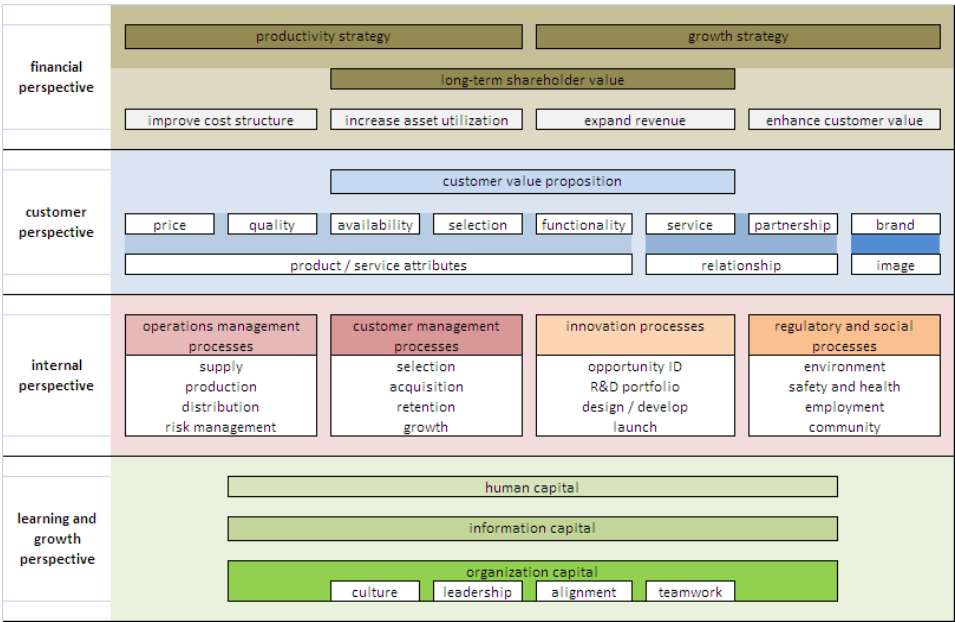 productivity strategy
growth strategy
financial
perspective
long-term shareholder value
improve cost structure
increase asset utilization
expand revenue
enhance customer value
customer value proposition
customer
perspective
price
quality
availability
selection
functionality
service
partnership
brand
product / service attributes
relationship
image
internal
perspective
operations management
processes
supply
production
distribution
risk management
customer management
processes
selection
acquisition
retention
growth
innovation processes
opportunity ID
R&D portfolio
design / develop
launch
regulatory and social
processes
environment
safety and health
employment
community
learning and
growth
perspective
human capital
information capital
organization capital
culture
leadership
alignment
teamwork